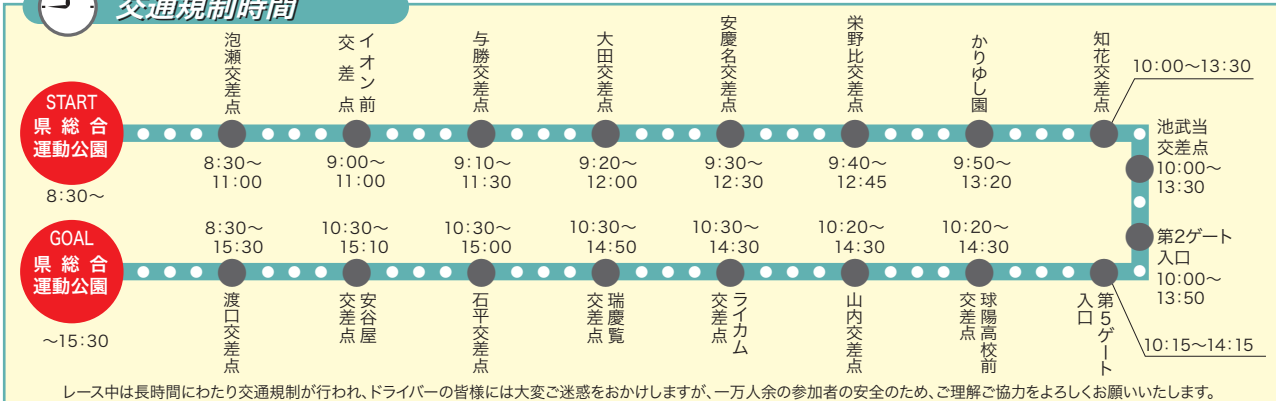 交通規制時間
START
県総合
運動公園
8:30〜
泡瀬交差点
8:30〜
11:00
イオン前
交差点
9:00〜
11:00
与勝交差点
9:10〜
11:30
大田交差点
9:20〜
12:00
安慶名交差点
9:30〜
12:30
栄野比交差点
9:40〜
12:45
かりゆし園
9:50〜
13:20
知花交差点
10:00〜13:30
池武当
交差点
10:00〜
13:30
第2ゲート
入口
10:00〜
13:50
第5ゲート
入口
10:15〜14:15
10:20〜
14:30
球陽高校前
交差点
10:20〜
14:30
山内交差点
10:30〜
14:30
ライカム
交差点
10:30〜
14:50
瑞慶覧
交差点
10:30〜
15:00
石平交差点
10:30〜
15:10
安谷屋
交差点
8:30〜
15:30
渡口交差点
GOAL
県総合
運動公園
〜15:30
レース中は長時間にわたり交通規制が行われ、ドライバーの皆様には大変ご迷惑をおかけしますが、一万人余の参加者の安全のため、ご理解ご協力をよろしくお願いいたします。